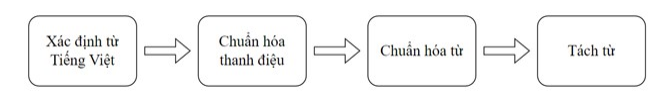 Xác định từ
Tiếng Việt
Chuẩn hóa
thanh điệu
Chuẩn hóa từ
Tách từ